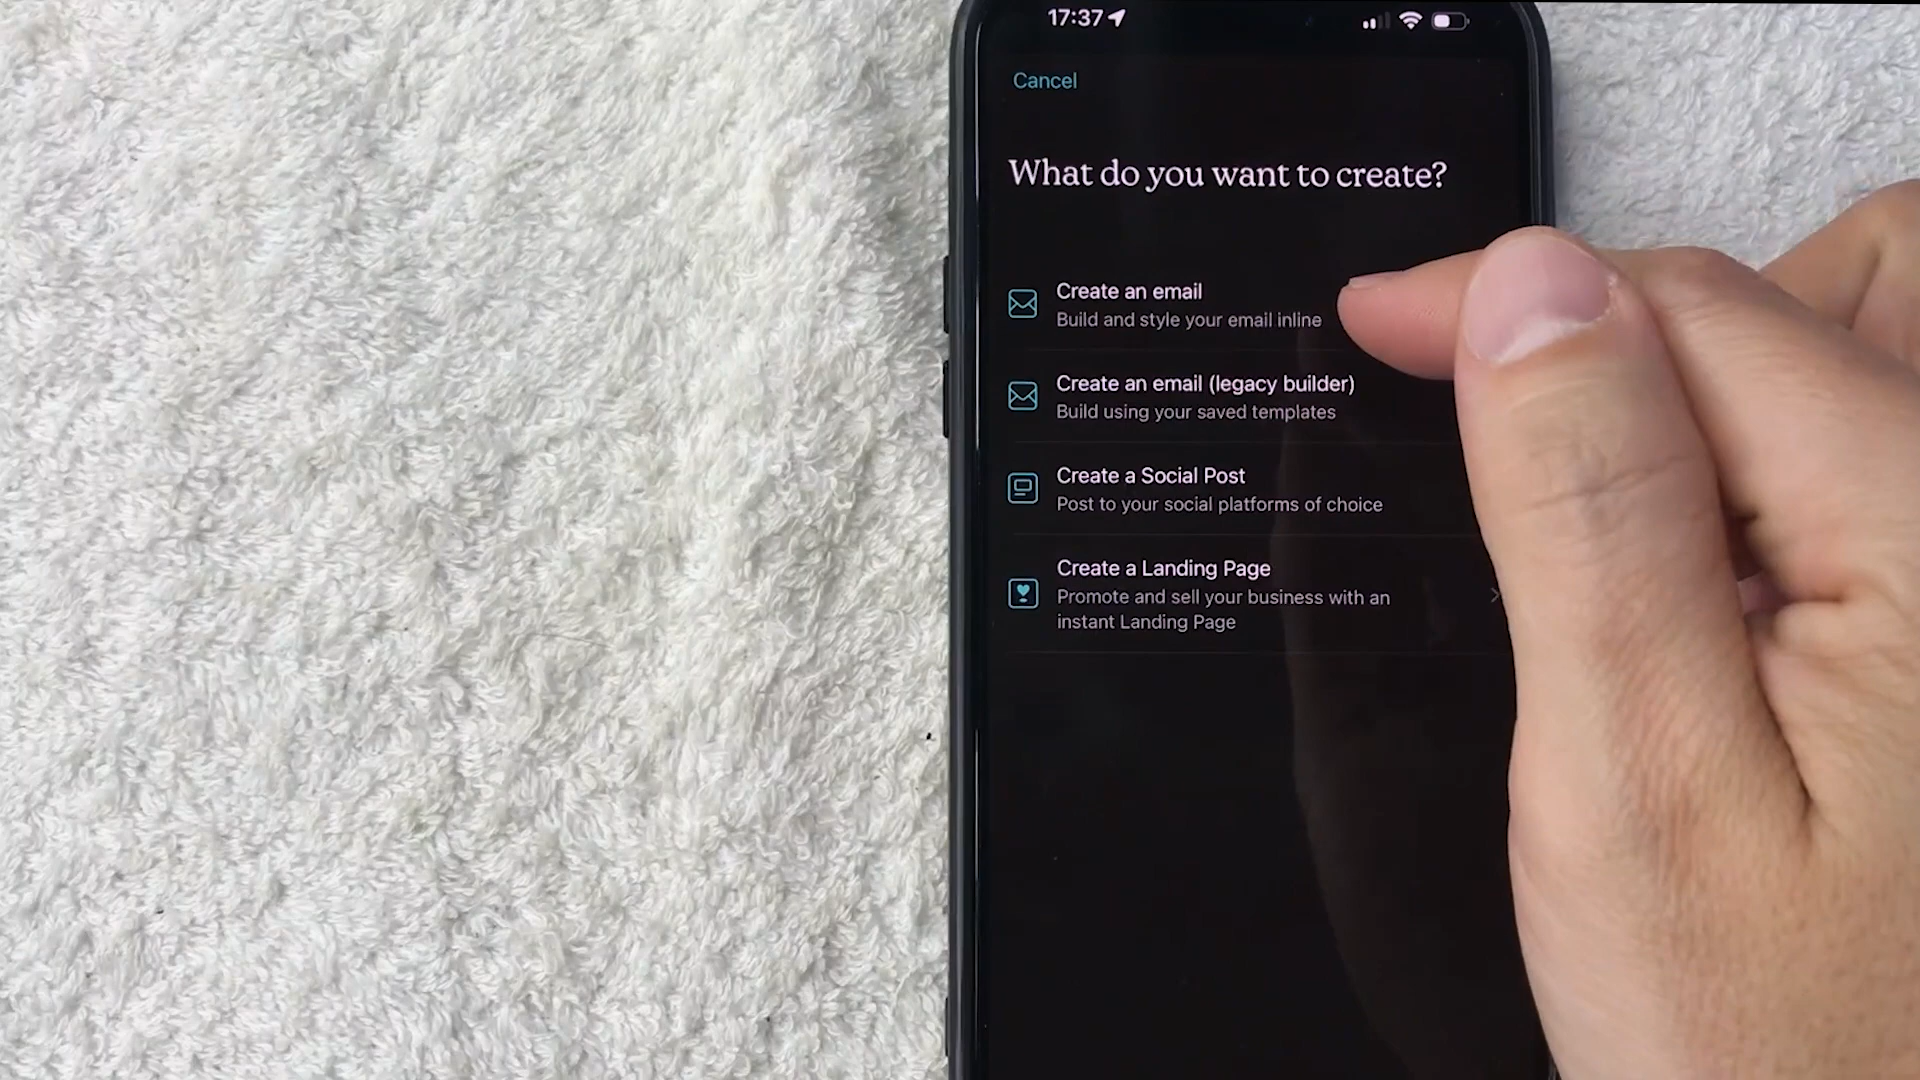 17:37
Cancel
What do you want to create?
Create an email
Build and style your email inline
Create an email (legacy builder)
Build using your saved templates
Create a Social Post
Post to your social platforms of choice
Create a Landing Page
Promote and sell your business with an
instant Landing Page